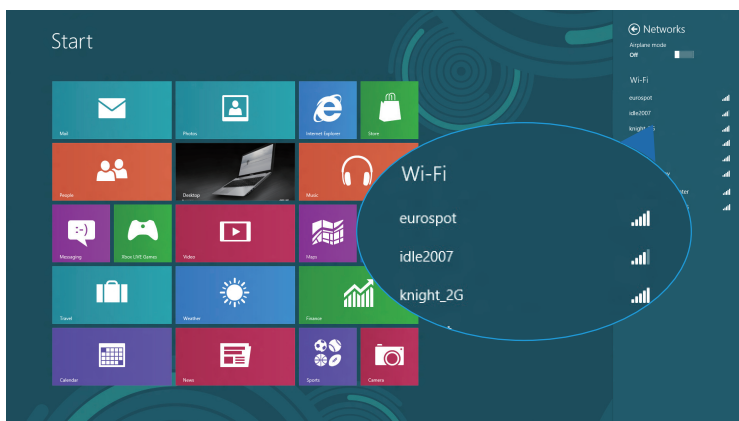 Start
Networks
Airplane mode
Off
Wi-Fi
eurospot
idle2007
knight_2G
Mail
Photos
Internet Explorer
Store
People
Desktop
Music
Messaging
:-)
Xbox LIVE Games
Video
Maps
Travel
Weather
Finance
Calendar
News
Sports
Camera
Wi-Fi
eurospot
idle2007
knight_2G